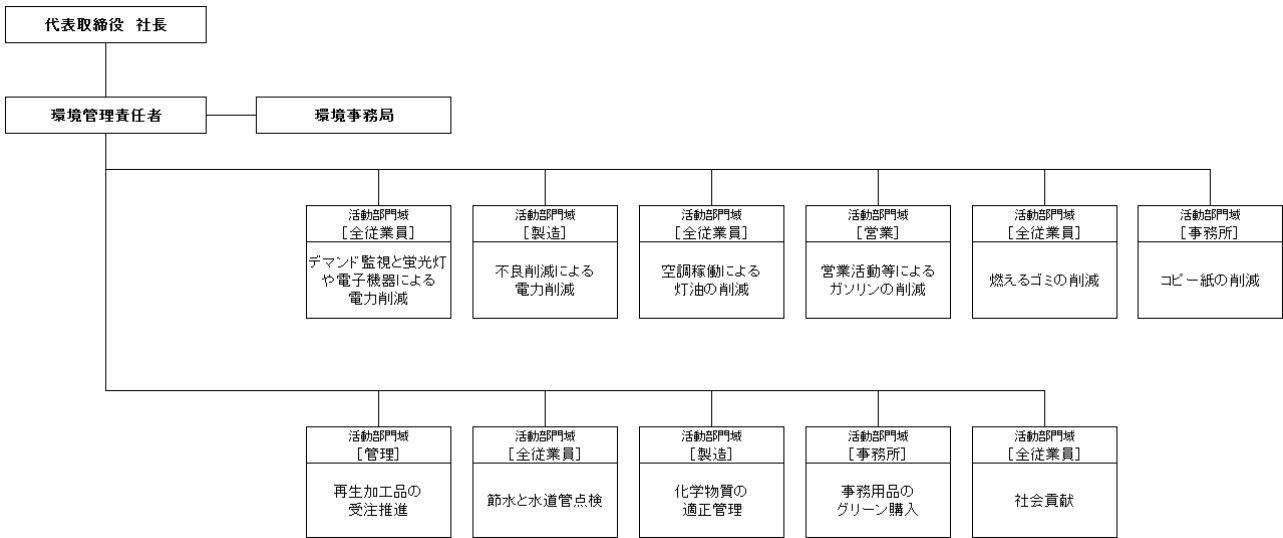 代表取締役 社長
環境管理責任者
環境事務局
活動部門域
[全従業員]
デマンド監視と蛍光灯
や電子機器による
電力削減
活動部門域
[製造]
不良削減による
電力削減
活動部門域
[全従業員]
空調稼働による
灯油の削減
活動部門域
[営業]
営業活動等による
ガソリンの削減
活動部門域
[全従業員]
燃えるゴミの削減
活動部門域
[事務所]
コピー紙の削減
活動部門域
[管理]
再生加工品の
受注推進
活動部門域
[全従業員]
節水と水道管点検
活動部門域
[製造]
化学物質の
適正管理
活動部門域
[事務所]
事務用品の
グリーン購入
活動部門域
[全従業員]
社会貢献